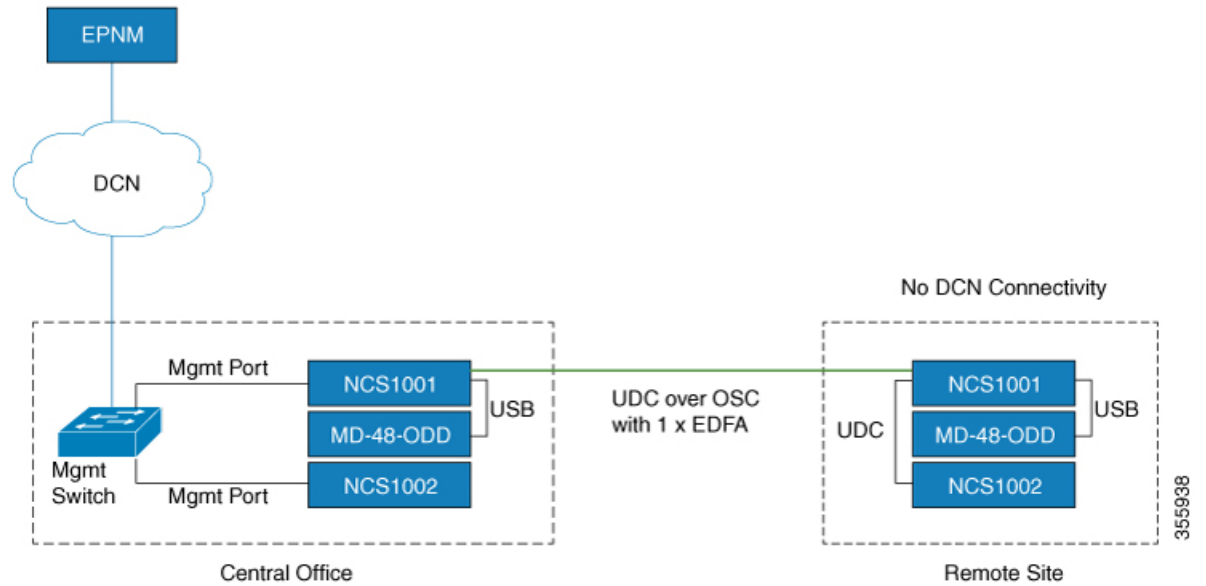 EPNM
DCN
No DCN Connectivity
Mgmt Port
NCS1001
USB
MD-48-ODD
Mgmt
Switch
Mgmt Port
NCS1002
UDC over OSC
with 1 x EDFA
UDC
NCS1001
USB
MD-48-ODD
NCS1002
355938
Central Office
Remote Site